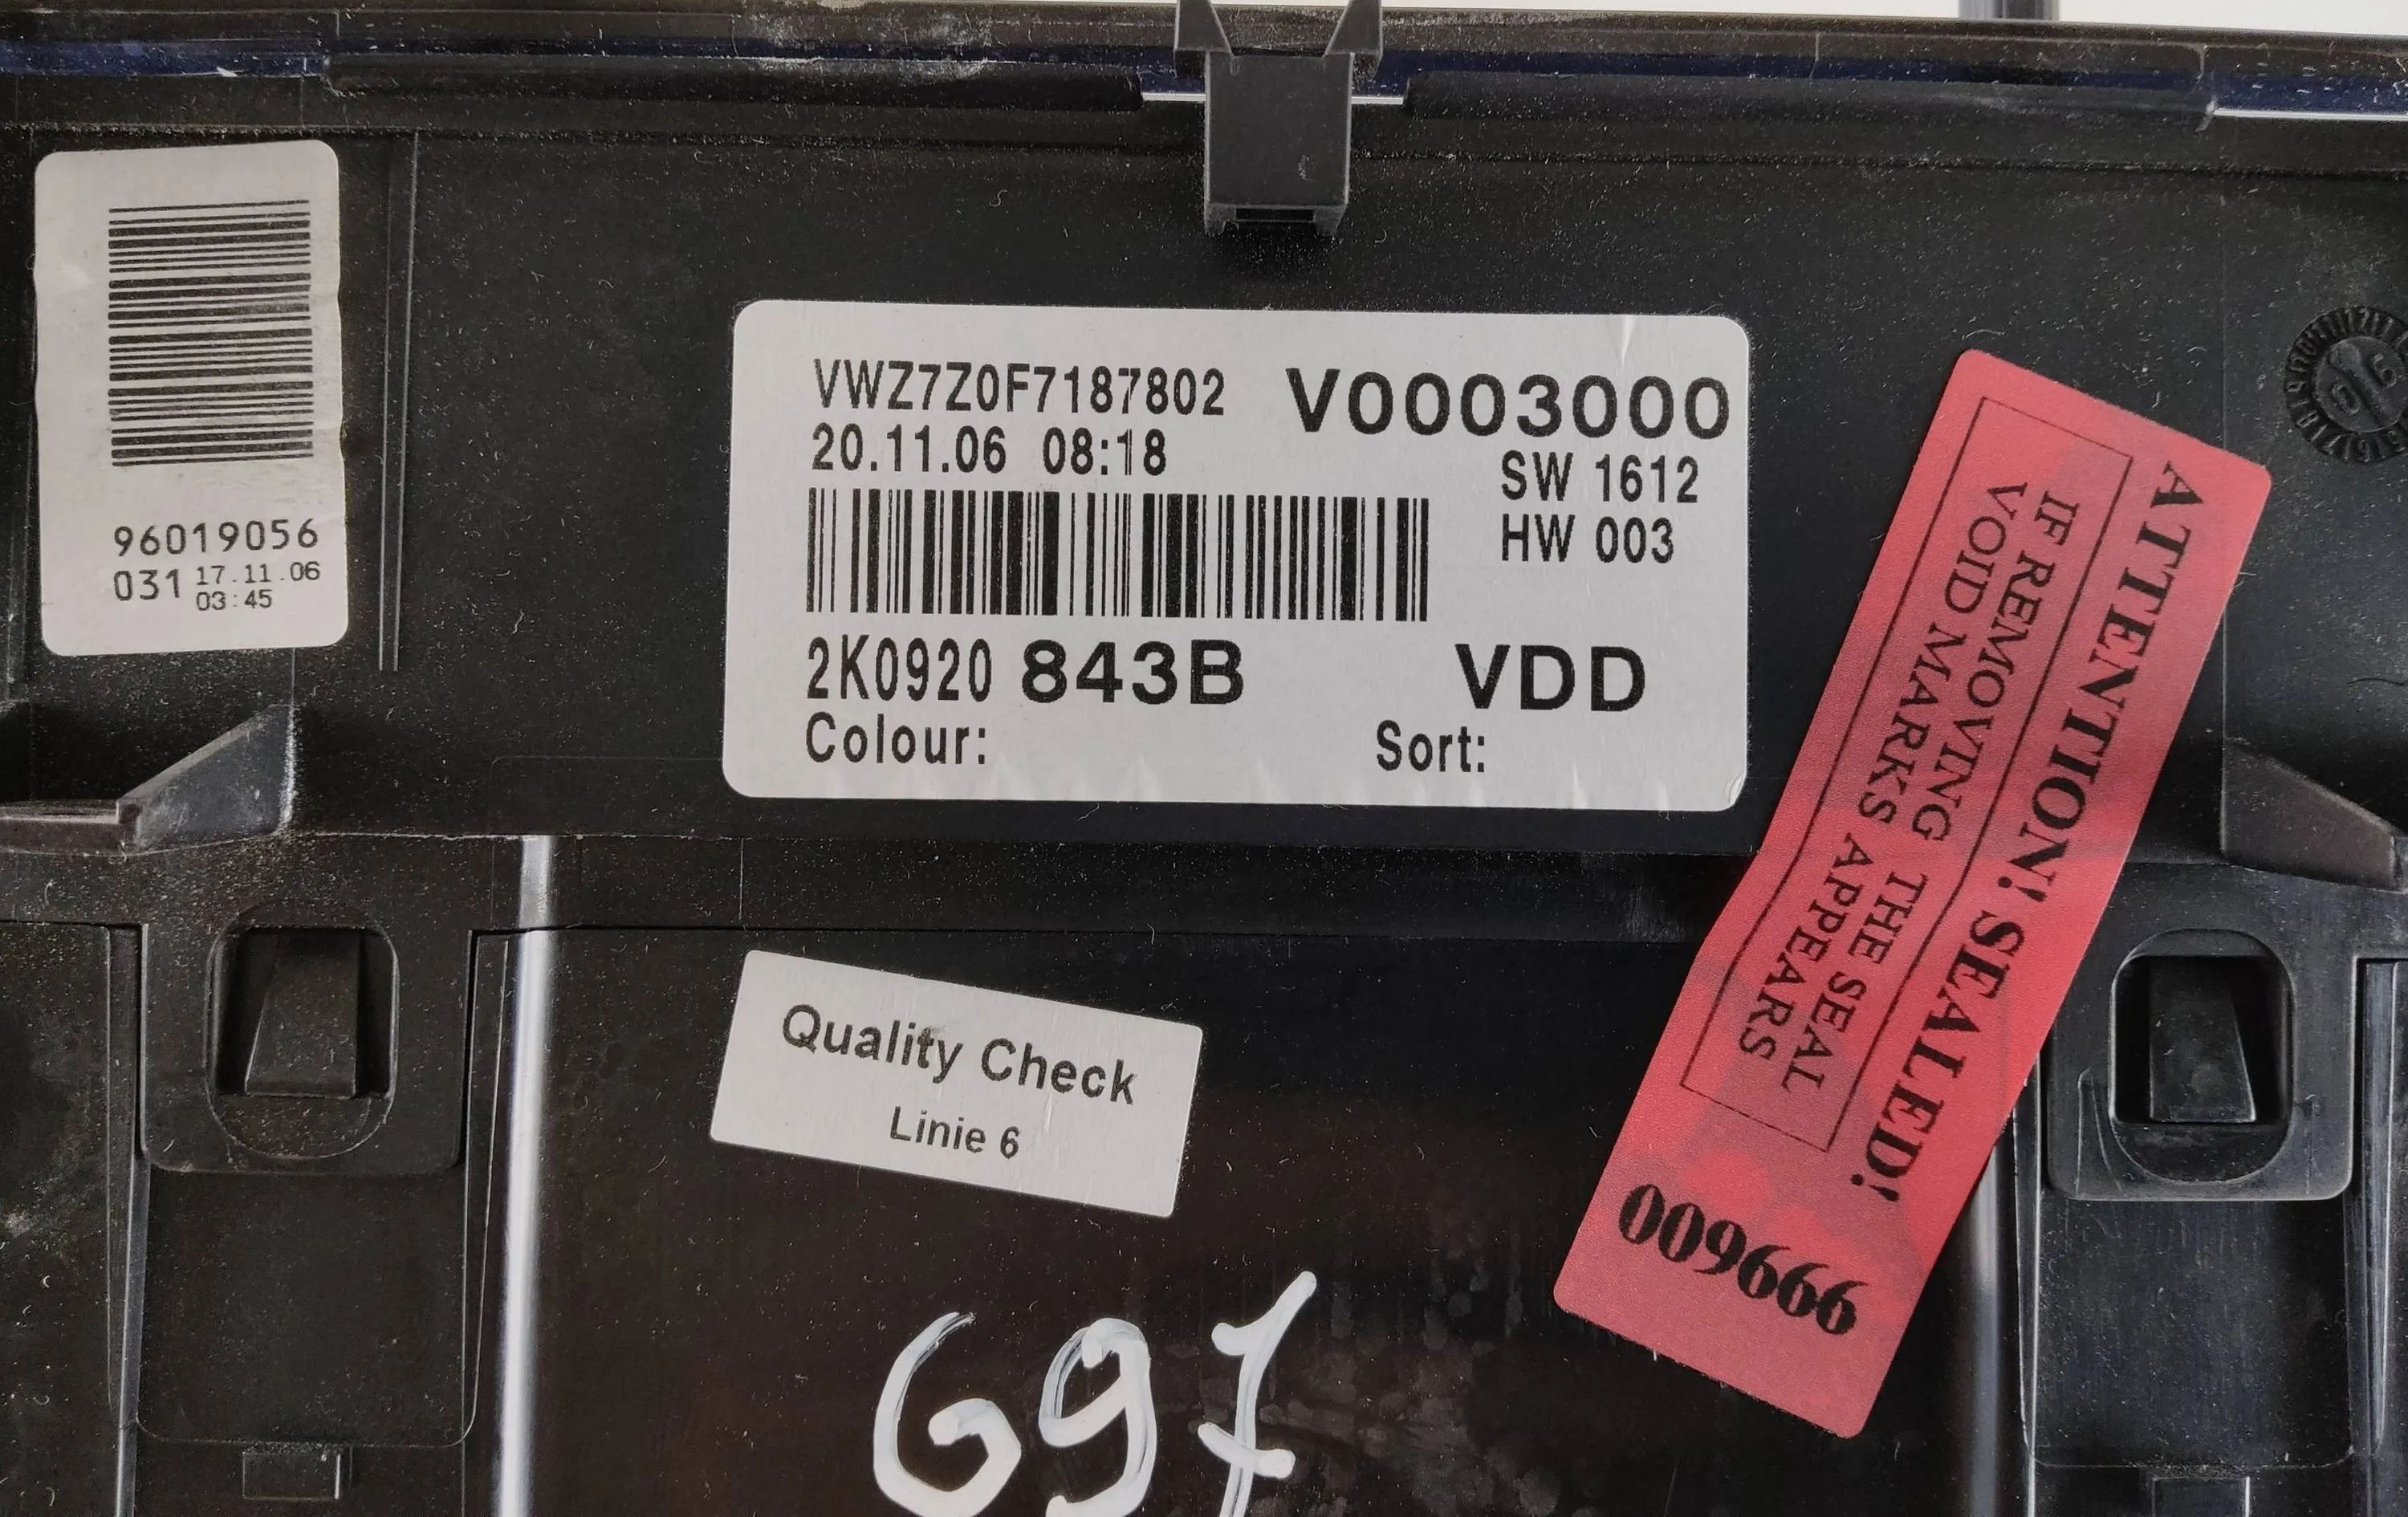 96019056
031 17.11.06
03:45
VWZ7Z0F7187802 V0003000
20.11.06 08:18
SW 1612
HW 003
2K0920 843B VDD
Colour: Sort:
ATTENTION! SEALED!
IF REMOVING THE SEAL
VOID MARKS APPEARS
009666
Quality Check
Linie 6
697